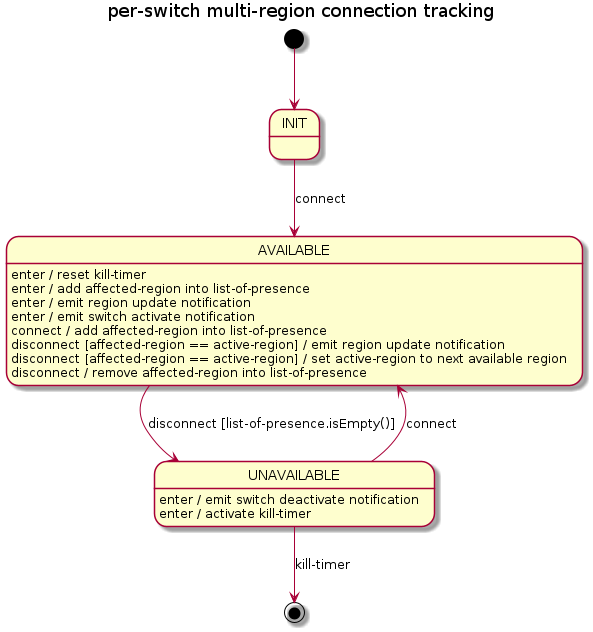 per-switch multi-region connection tracking
INIT
connect
AVAILABLE
enter / reset kill-timer
enter / add affected-region into list-of-presence
enter / emit region update notification
enter / emit switch activate notification
connect / add affected-region into list-of-presence
disconnect [affected-region == active-region] / emit region update notification
disconnect [affected-region == active-region] / set active-region to next available region
disconnect / remove affected-region into list-of-presence
disconnect [list-of-presence.isEmpty()]
connect
UNAVAILABLE
enter / emit switch deactivate notification
enter / activate kill-timer
kill-timer